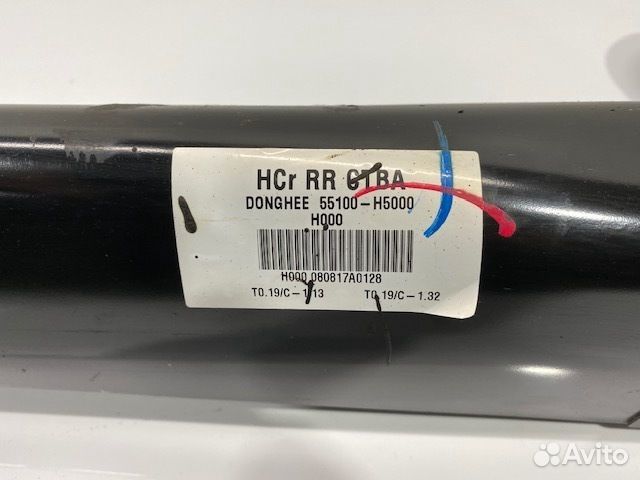 HCr RR CTBA
DONGHEE 55100-H5000
H000
H000 080817A0128
T0.19/C-1.13 T0.19/C-1.32
Avito